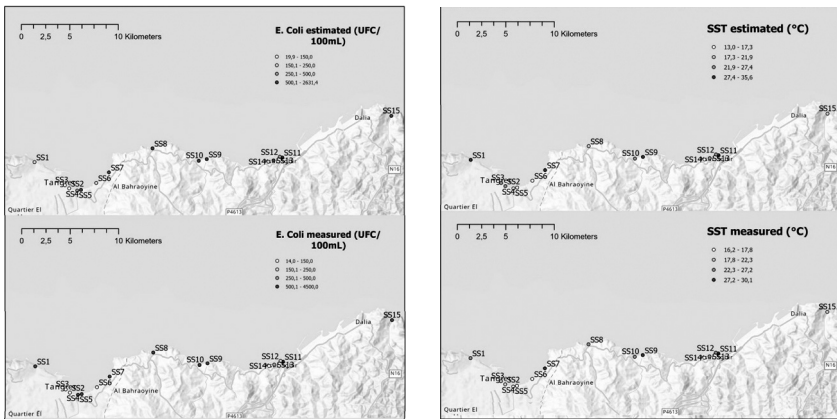 E. Coli estimated (UFC/
100mL)
19,9 - 150,0
150,1 - 250,0
250,1 - 500,0
500,1 - 2631,4
0 2,5 5 10 Kilometers
SS1
SS3
Tanger
SS2
SS4
SS5
SS6
SS7
Al Bahraoyine
SS8
SS10
SS9
SS12
SS11
SS14
SS13
Dalia
SS15
N16
P4613
Quartier El
E. Coli measured (UFC/
100mL)
14,0 - 150,0
150,1 - 250,0
250,1 - 500,0
500,1 - 4500,0
0 2,5 5 10 Kilometers
SS1
SS3
SS2
SS4
SS5
SS6
SS7
Al Bahraoyine
SS8
SS10
SS9
SS12
SS11
SS14
SS13
Dalia
SS15
N16
P4613
Quartier El
SST estimated (°C)
13,0 - 17,3
17,3 - 21,9
21,9 - 27,4
27,4 - 35,6
0 2,5 5 10 Kilometers
SS1
SS3
SS2
SS4
SS5
SS6
SS7
Al Bahraoyine
SS8
SS10
SS9
SS12
SS11
SS14
Dalia
SS15
N16
P4613
Quartier El
SST measured (°C)
16,2 - 17,8
17,8 - 22,3
22,3 - 27,2
27,2 - 30,1
0 2,5 5 10 Kilometers
SS1
SS3
SS2
SS4
SS5
SS6
SS7
Al Bahraoyine
SS8
SS10
SS9
SS12
SS11
SS14
Dalia
SS15
N16
P4613
Quartier El